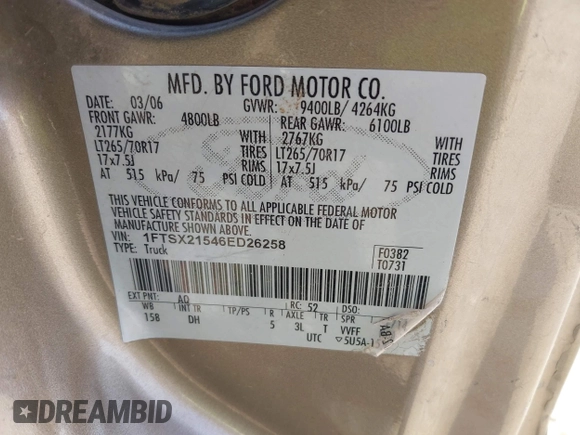 MFD. BY FORD MOTOR CO.
DATE: 03/06 GVWR: 9400LB/ 4264KG
FRONT GAWR: 4800LB REAR GAWR: 6100LB
2177KG WITH 2767KG WITH
LT265/70R17 TIRES LT265/70R17 TIRES
17x7.5J RIMS 17x7.5J RIMS
AT 515 kPa/ 75 PSI COLD AT 515 kPa/ 75 PSI COLD
THIS VEHICLE CONFORMS TO ALL APPLICABLE FEDERAL MOTOR
VEHICLE SAFETY STANDARDS IN EFFECT ON THE DATE OF
MANUFACTURE SHOWN ABOVE.
VIN: 1FTSX21546ED26258 F0382
TYPE: Truck T0731
EXT PNT: AQ RC: 52 DSO:
WB INT TR TP/PS R AXLE TR SPR
158 DH 5 3L T VVFF
UTC ▽5U5A-1
DREAMBID